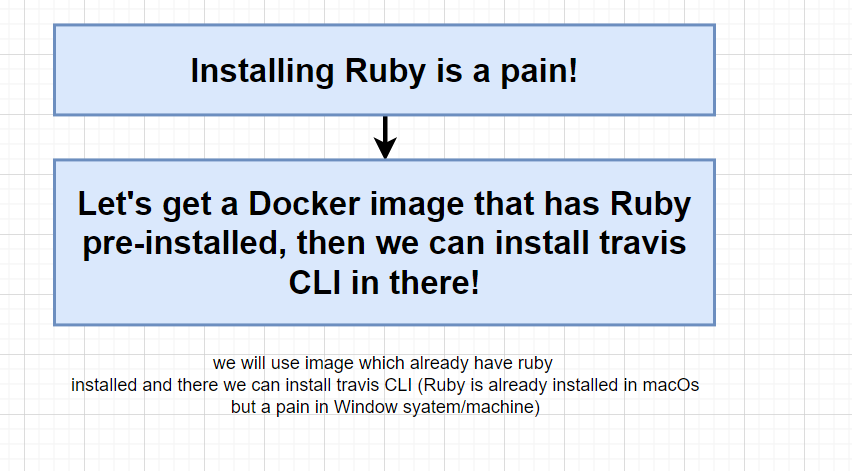 Installing Ruby is a pain!
Let's get a Docker image that has Ruby
pre-installed, then we can install travis
CLI in there!
we will use image which already have ruby
installed and there we can install travis CLI (Ruby is already installed in macOs
but a pain in Window syatem/machine)